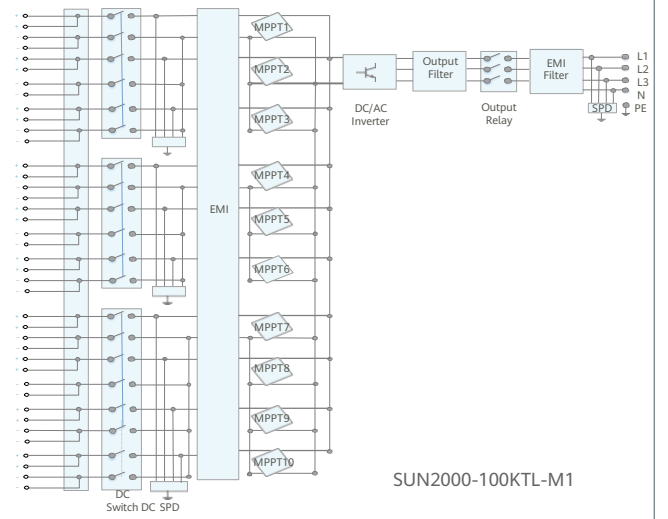 MPPT1
MPPT2
MPPT3
MPPT4
MPPT5
MPPT6
MPPT7
MPPT8
MPPT9
MPPT10
EMI
DC
Switch DC SPD
DC/AC
Inverter
Output
Filter
Output
Relay
EMI
Filter
SPD
L1
L2
L3
N
PE
SUN2000-100KTL-M1